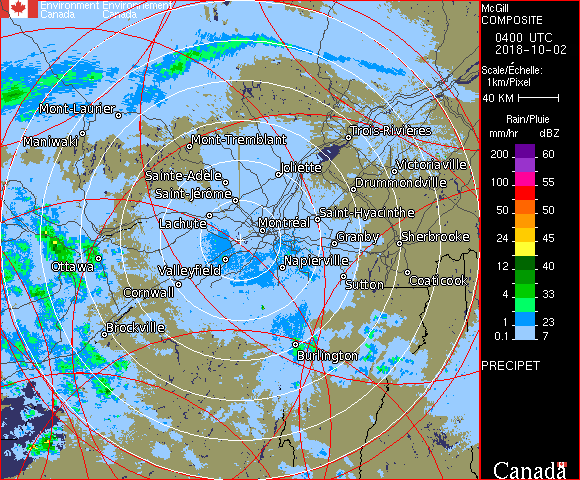 Environment Environnement
Canada Canada
Mont-Laurier
Maniwaki
Mont-Tremblant
Trois-Rivières
Sainte-Adèle
Joliette
Victoriaville
Saint-Jérôme
Drummondville
Lachute
Montréal
Saint-Hyacinthe
Granby
Sherbrooke
Ottawa
Valleyfield
Napierville
Cornwall
Sutton
Coaticook
Brockville
Burlington
McGill
COMPOSITE
0400 UTC
2018-10-02
Scale/Échelle:
1km/Pixel
40 KM
Rain/Pluie
mm/hr dBZ
200 60
100 55
50 50
24 45
12 40
4 33
1 23
0.1 7
PRECIPET
Canada